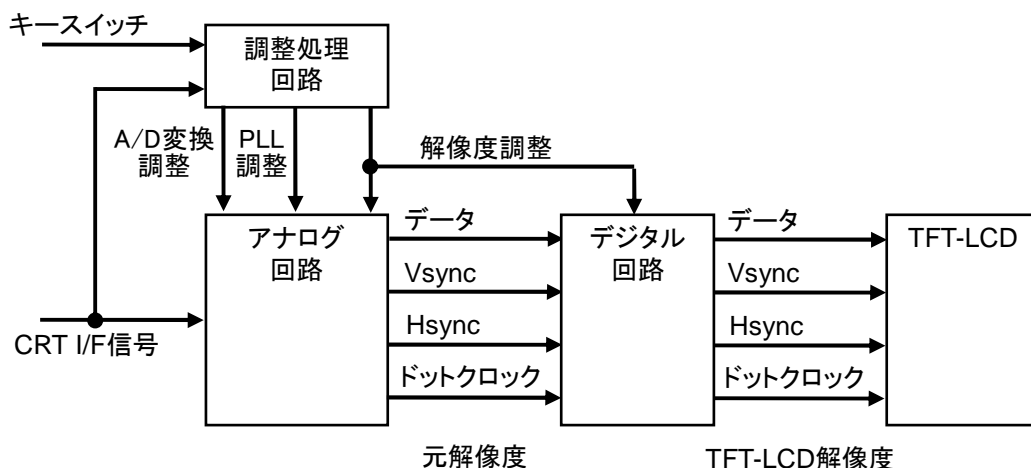 キースイッチ
調整処理
回路
A/D変換
調整
PLL
調整
解像度調整
アナログ
回路
データ
Vsync
Hsync
ドットクロック
デジタル
回路
データ
Vsync
Hsync
ドットクロック
TFT-LCD
CRT I/F信号
元解像度
TFT-LCD解像度